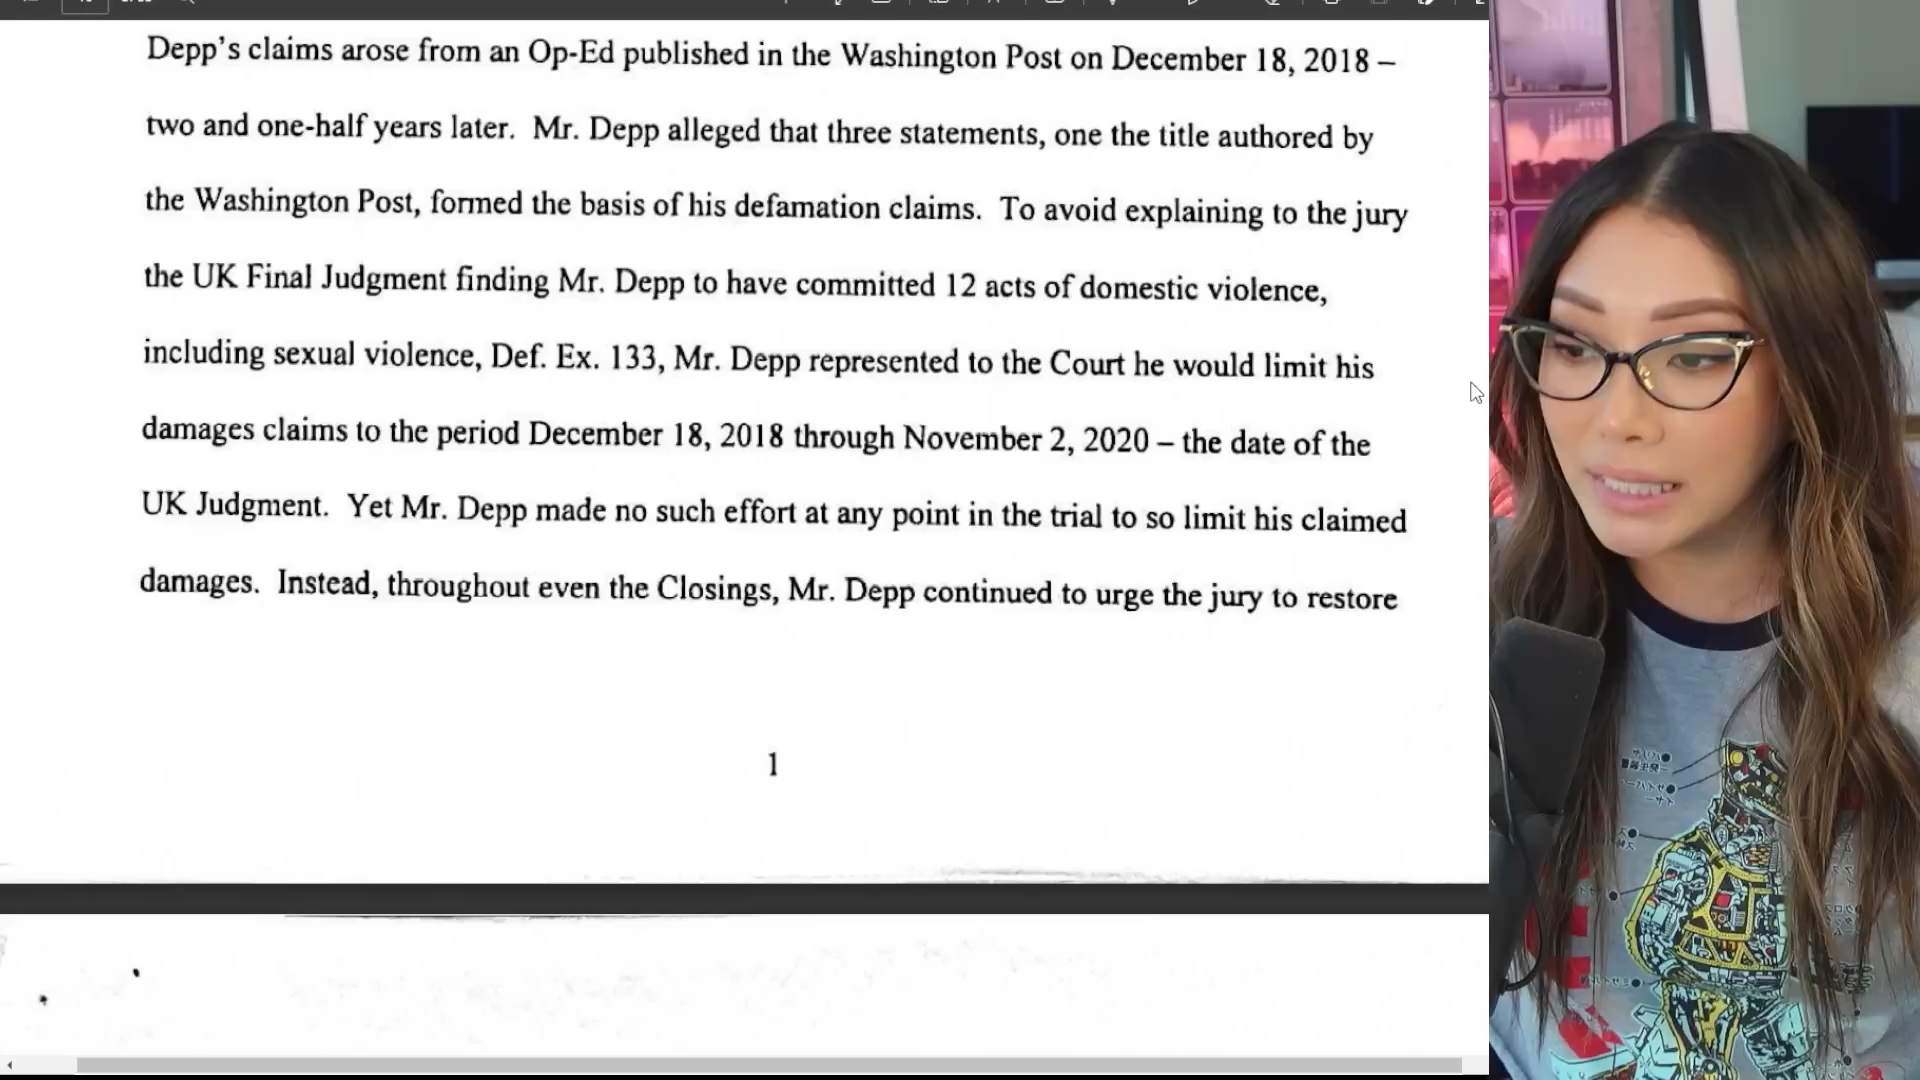 Depp's claims arose from an Op-Ed published in the Washington Post on December 18, 2018 –
two and one-half years later. Mr. Depp alleged that three statements, one the title authored by
the Washington Post, formed the basis of his defamation claims. To avoid explaining to the jury
the UK Final Judgment finding Mr. Depp to have committed 12 acts of domestic violence,
including sexual violence, Def. Ex. 133, Mr. Depp represented to the Court he would limit his
damages claims to the period December 18, 2018 through November 2, 2020 – the date of the
UK Judgment. Yet Mr. Depp made no such effort at any point in the trial to so limit his claimed
damages. Instead, throughout even the Closings, Mr. Depp continued to urge the jury to restore
1